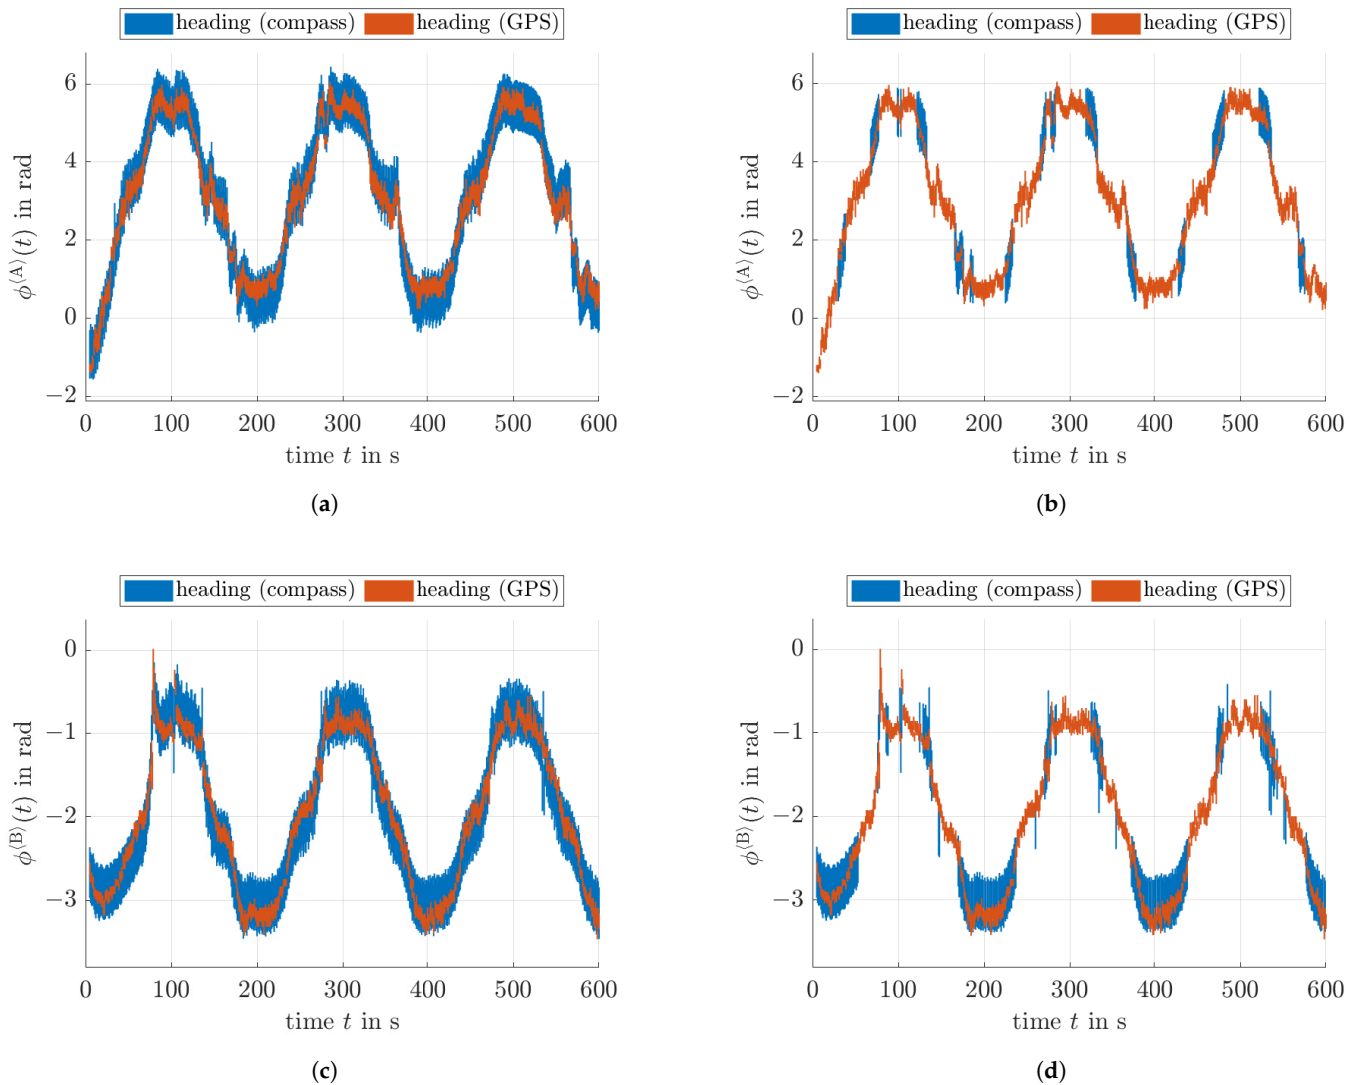 heading (compass) heading (GPS)
6
4
2
0
−2
ϕ⟨A⟩(t) in rad
0 100 200 300 400 500 600
time t in s
(a)
heading (compass) heading (GPS)
6
4
2
0
−2
ϕ⟨A⟩(t) in rad
0 100 200 300 400 500 600
time t in s
(b)
heading (compass) heading (GPS)
0
−1
−2
−3
ϕ⟨B⟩(t) in rad
0 100 200 300 400 500 600
time t in s
(c)
heading (compass) heading (GPS)
0
−1
−2
−3
ϕ⟨B⟩(t) in rad
0 100 200 300 400 500 600
time t in s
(d)